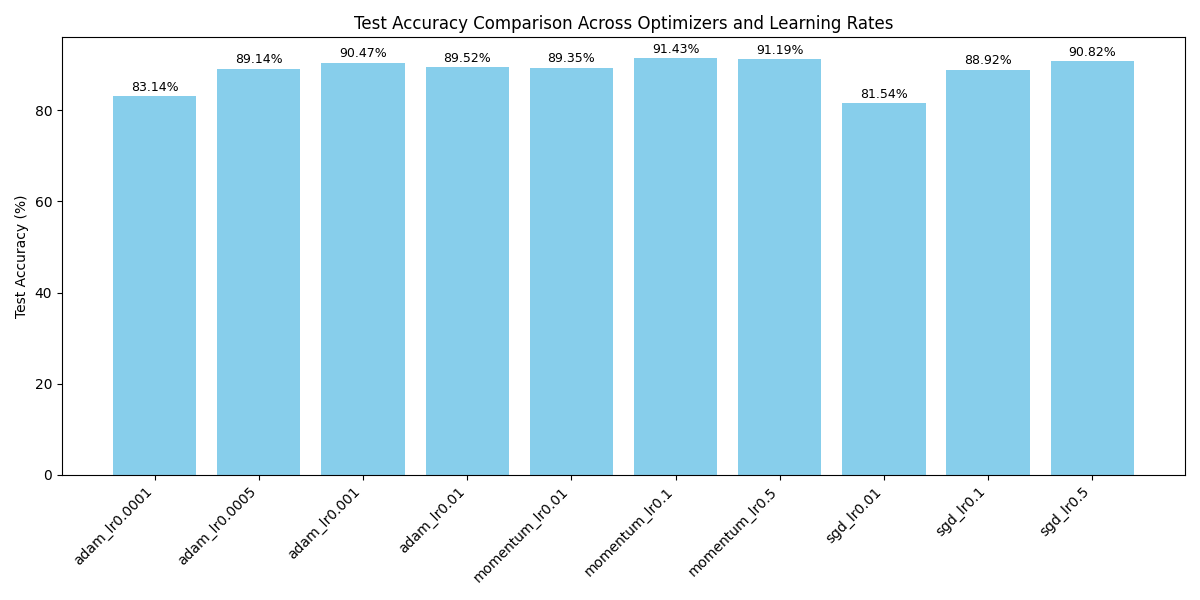 Test Accuracy Comparison Across Optimizers and Learning Rates
83.14%
89.14%
90.47%
89.52%
89.35%
91.43%
91.19%
81.54%
88.92%
90.82%
Test Accuracy (%)
80
60
40
20
0
adam_lr0.0001
adam_lr0.0005
adam_lr0.001
adam_lr0.01
momentum_lr0.01
momentum_lr0.1
momentum_lr0.5
sgd_lr0.01
sgd_lr0.1
sgd_lr0.5